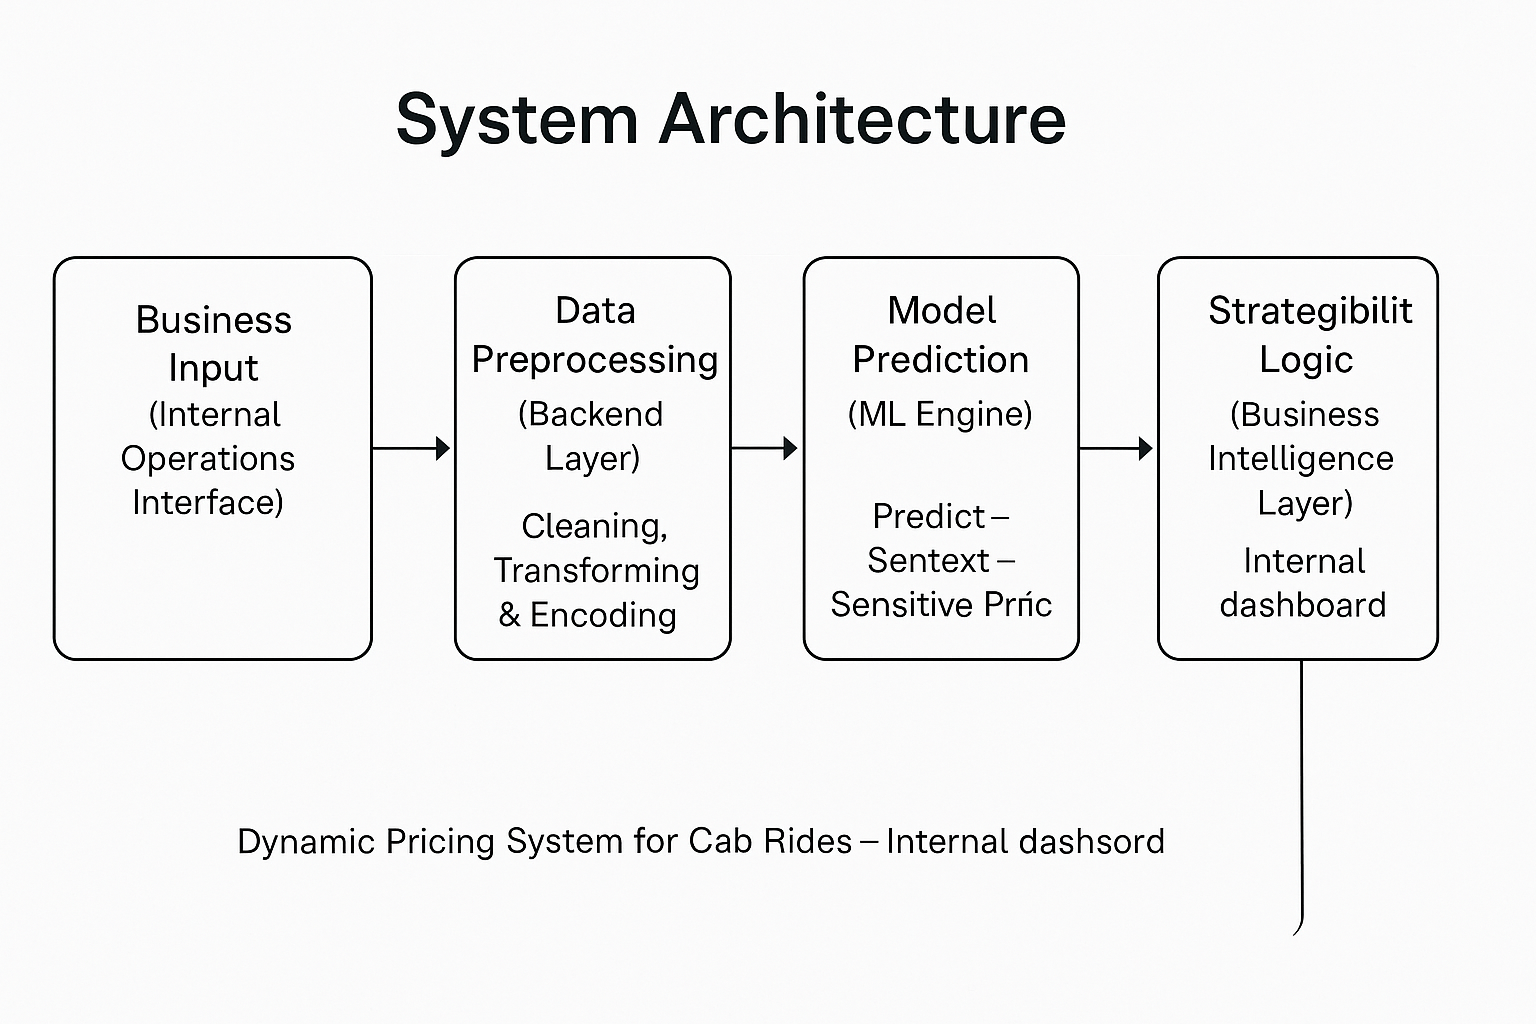 System Architecture
Business
Input
(Internal
Operations
Interface)
Data
Preprocessing
(Backend
Layer)
Cleaning,
Transforming
& Encoding
Model
Prediction
(ML Engine)
Predict –
Sentext –
Sensitive
Strategibilit
Logic
(Business
Intelligence
Layer)
Internal
dashboard
Dynamic Pricing System for Cab Rides – Internal dashsord